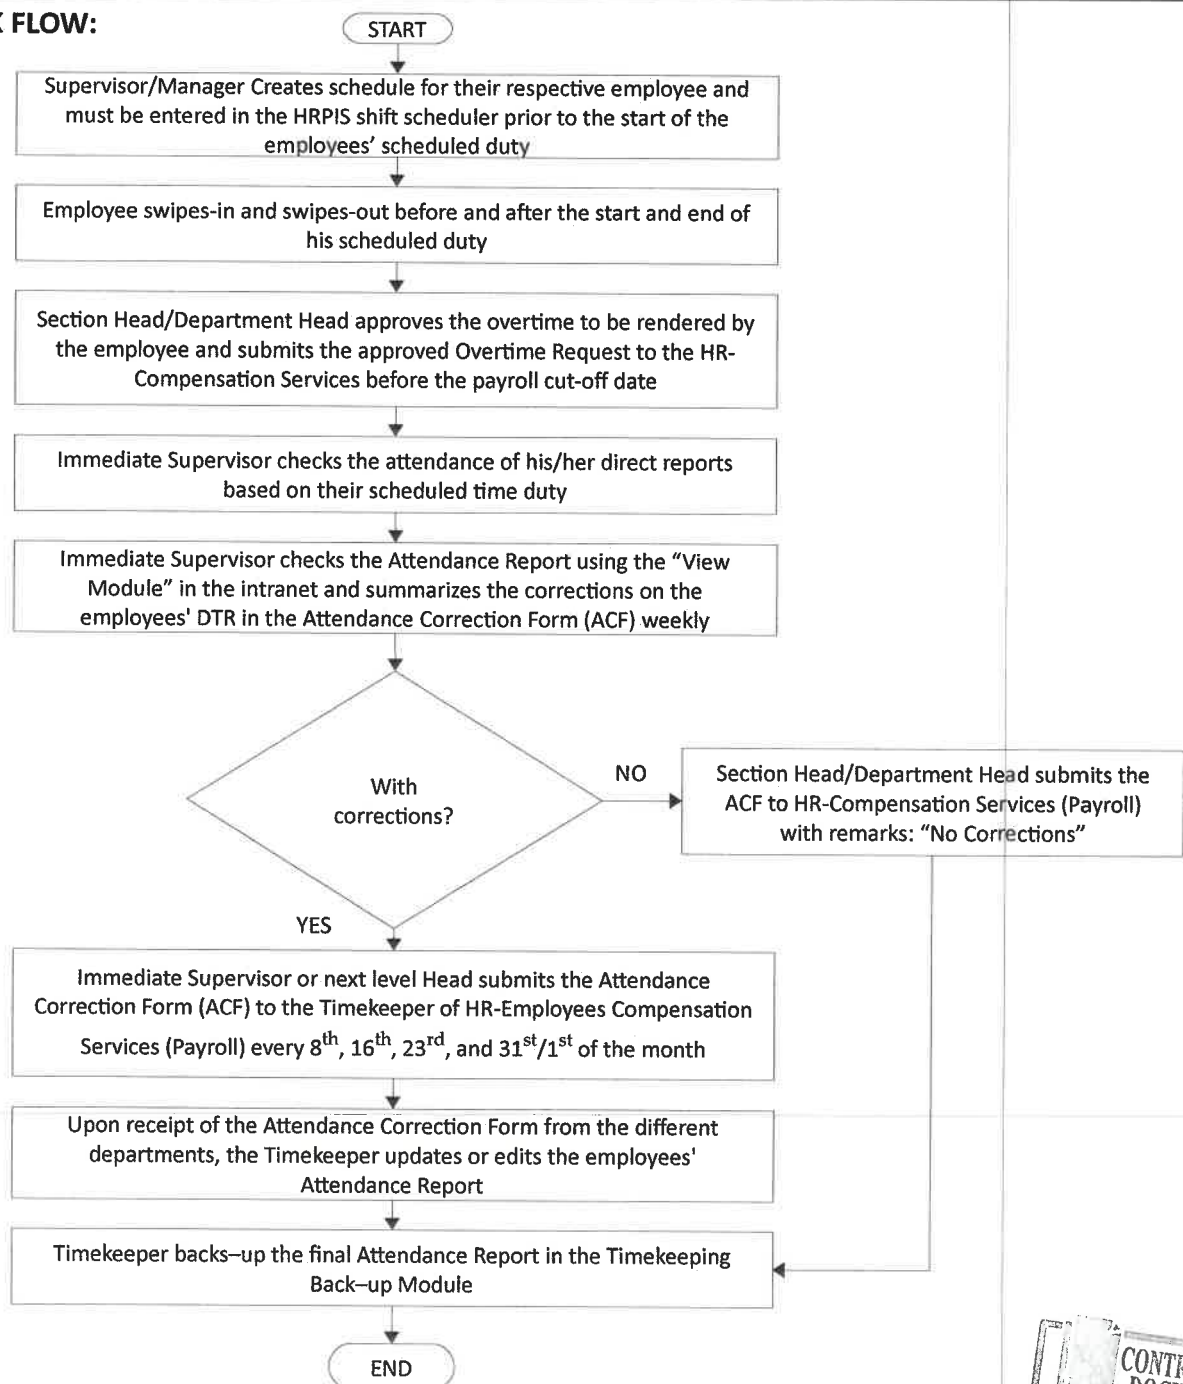 FLOW:
START
Supervisor/Manager Creates schedule for their respective employee and
must be entered in the HRPIS shift scheduler prior to the start of the
employees' scheduled duty
Employee swipes-in and swipes-out before and after the start and end of
his scheduled duty
Section Head/Department Head approves the overtime to be rendered by
the employee and submits the approved Overtime Request to the HR-
Compensation Services before the payroll cut-off date
Immediate Supervisor checks the attendance of his/her direct reports
based on their scheduled time duty
Immediate Supervisor checks the Attendance Report using the “View
Module” in the intranet and summarizes the corrections on the
employees' DTR in the Attendance Correction Form (ACF) weekly
With
corrections?
NO
Section Head/Department Head submits the
ACF to HR-Compensation Services (Payroll)
with remarks: “No Corrections”
YES
Immediate Supervisor or next level Head submits the Attendance
Correction Form (ACF) to the Timekeeper of HR-Employees Compensation
Services (Payroll) every 8th, 16th, 23rd, and 31st/1st of the month
Upon receipt of the Attendance Correction Form from the different
departments, the Timekeeper updates or edits the employees'
Attendance Report
Timekeeper backs–up the final Attendance Report in the Timekeeping
Back–up Module
END